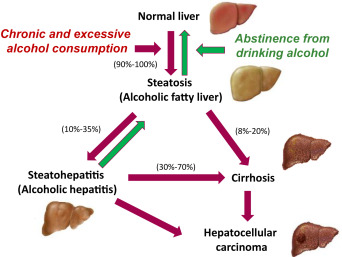 Normal liver
Chronic and excessive
alcohol consumption
Abstinence from
drinking alcohol
(90%-100%)
Steatosis
(Alcoholic fatty liver)
(10%-35%)
(8%-20%)
Steatohepatitis
(Alcoholic hepatitis)
(30%-70%)
Cirrhosis
Hepatocellular
carcinoma